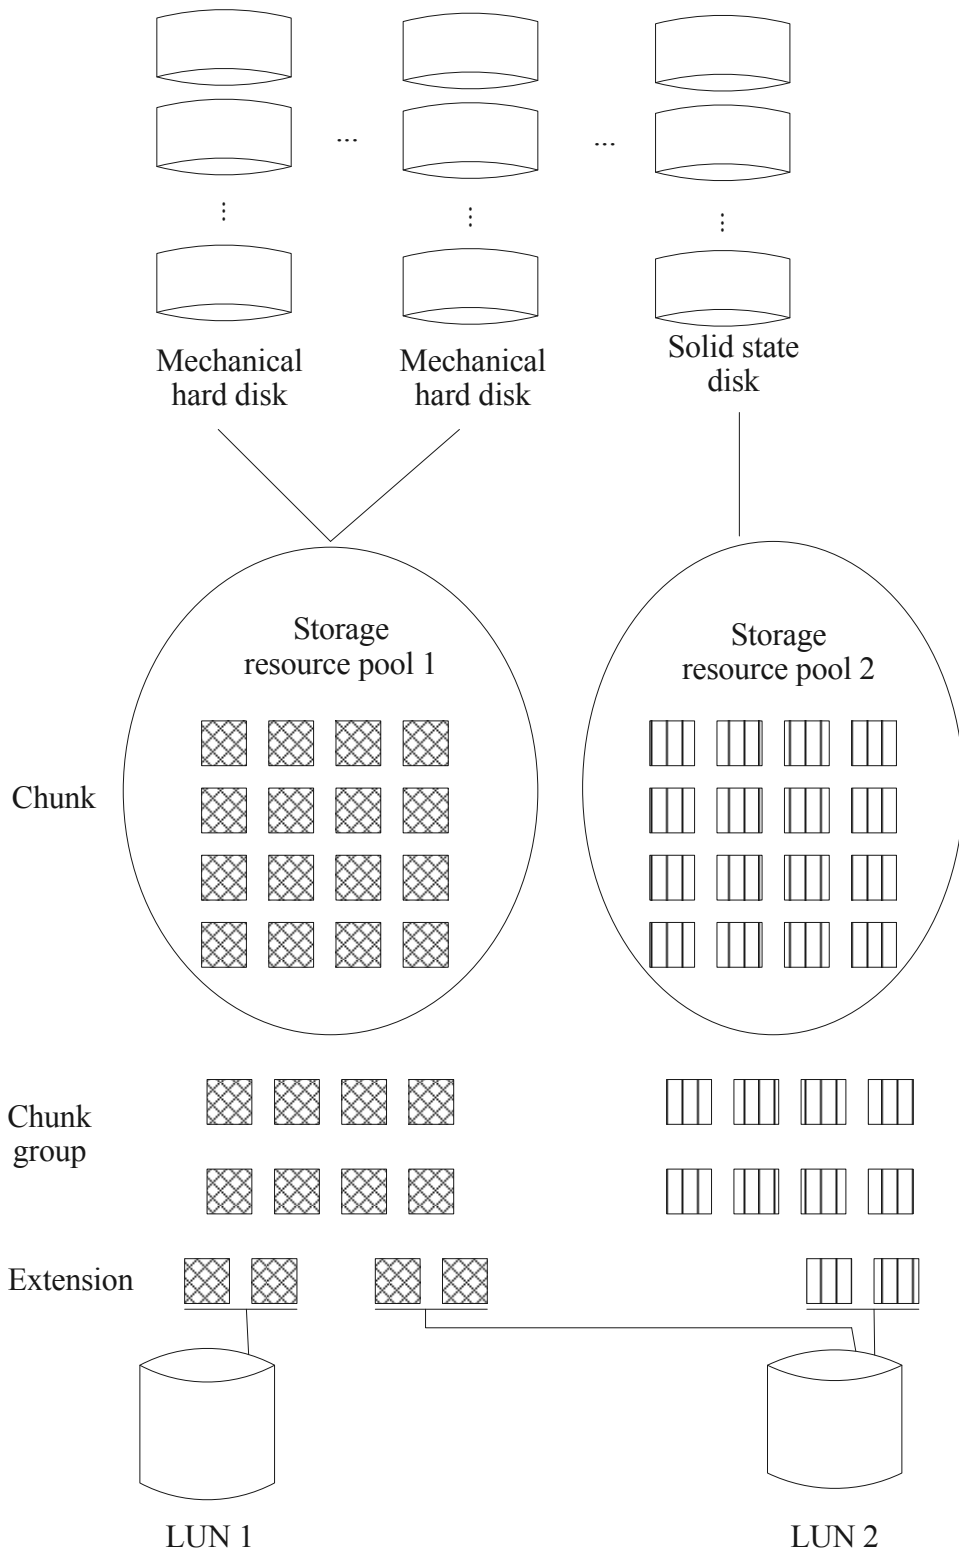 ...
...
...
...
...
Mechanical
hard disk
Mechanical
hard disk
Solid state
disk
Storage
resource pool 1
Storage
resource pool 2
Chunk
Chunk
group
Extension
LUN 1
LUN 2